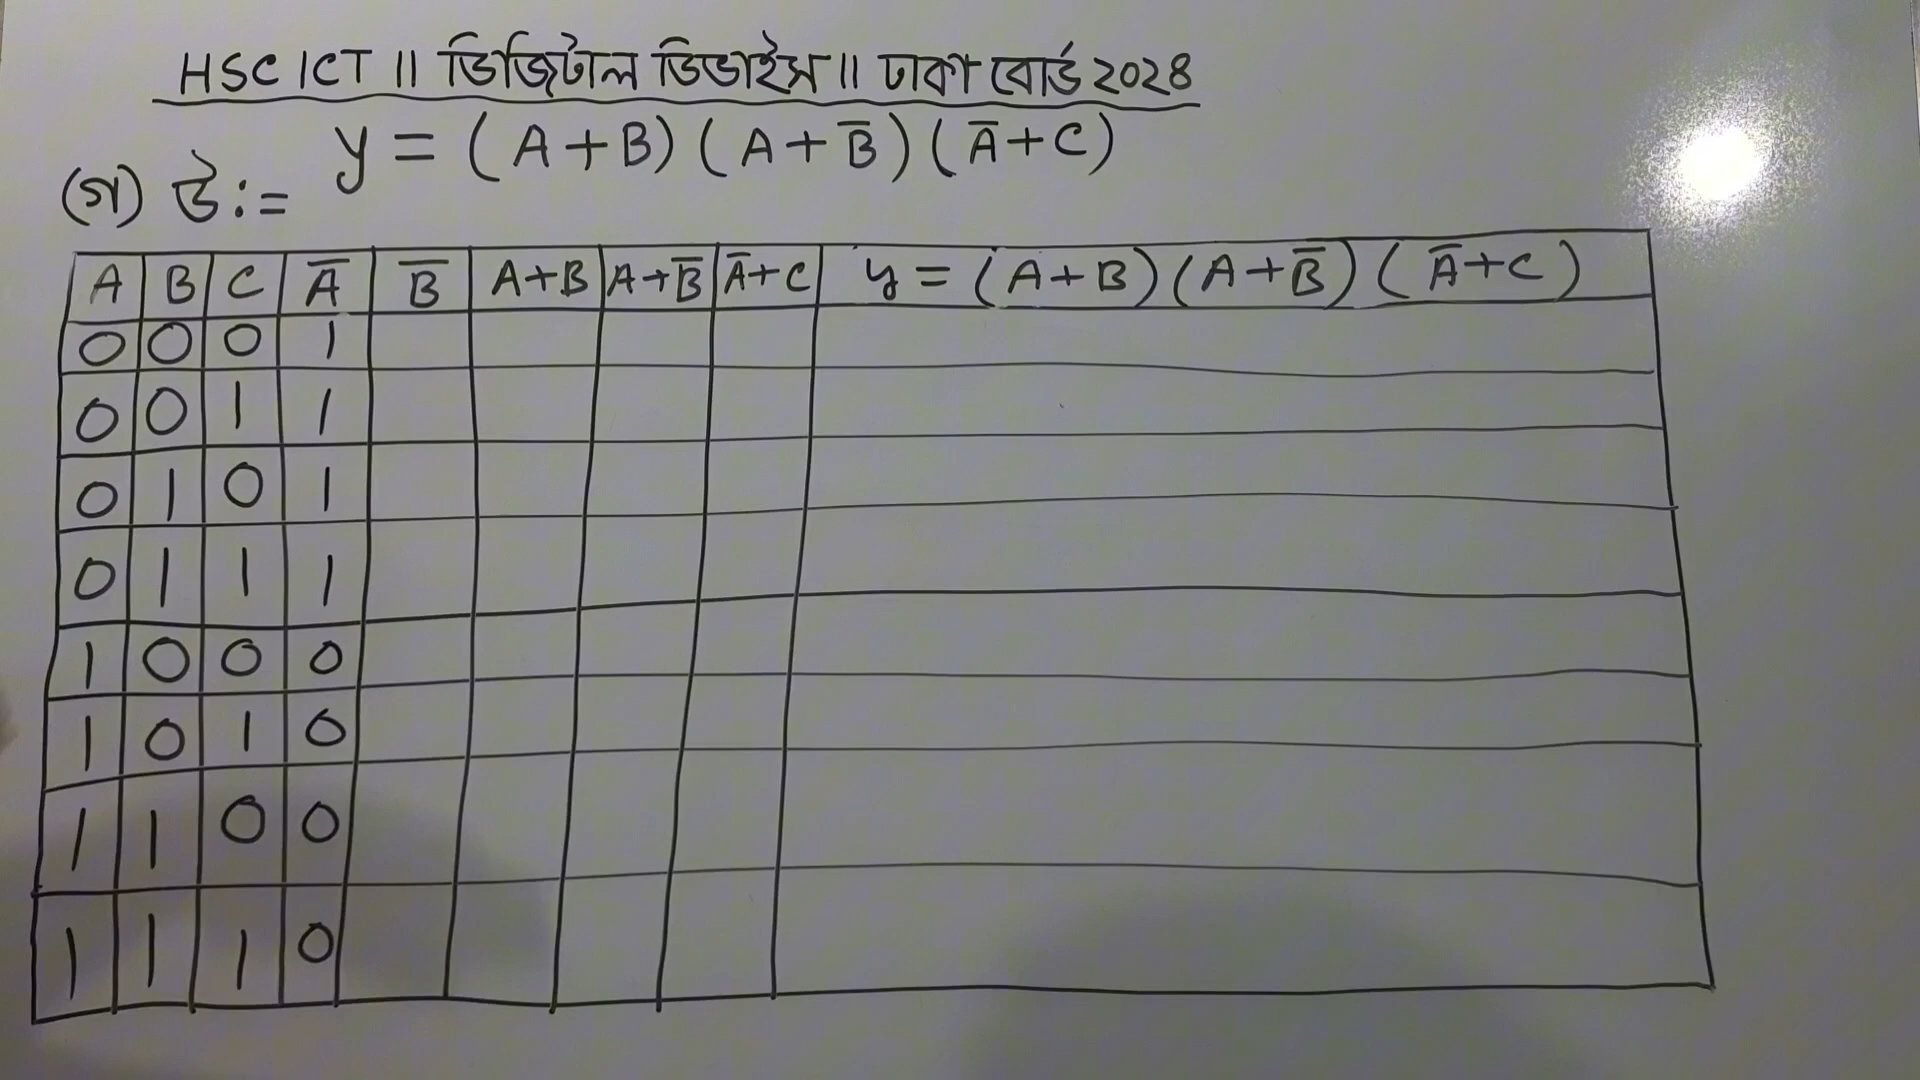 HSC ICT || ডিজিটাল ডিভাইস || ঢাকা বোর্ড ২০২৪
y = (A+B)(A+B̅)(A̅+C)
(গ) উঃ=
A B C A̅ B̅ A+B A+B̅ A̅+C y = (A+B)(A+B̅)(A̅+C)
0 0 0 1
0 0 1 1
0 1 0 1
0 1 1 1
1 0 0 0
1 0 1 0
1 1 0 0
1 1 1 0